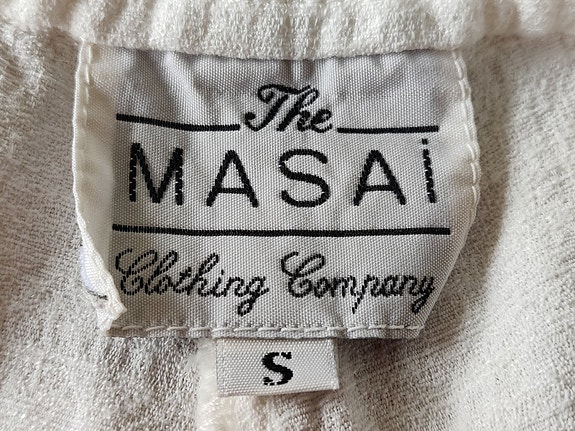 The
MASAi
Clothing Company
S